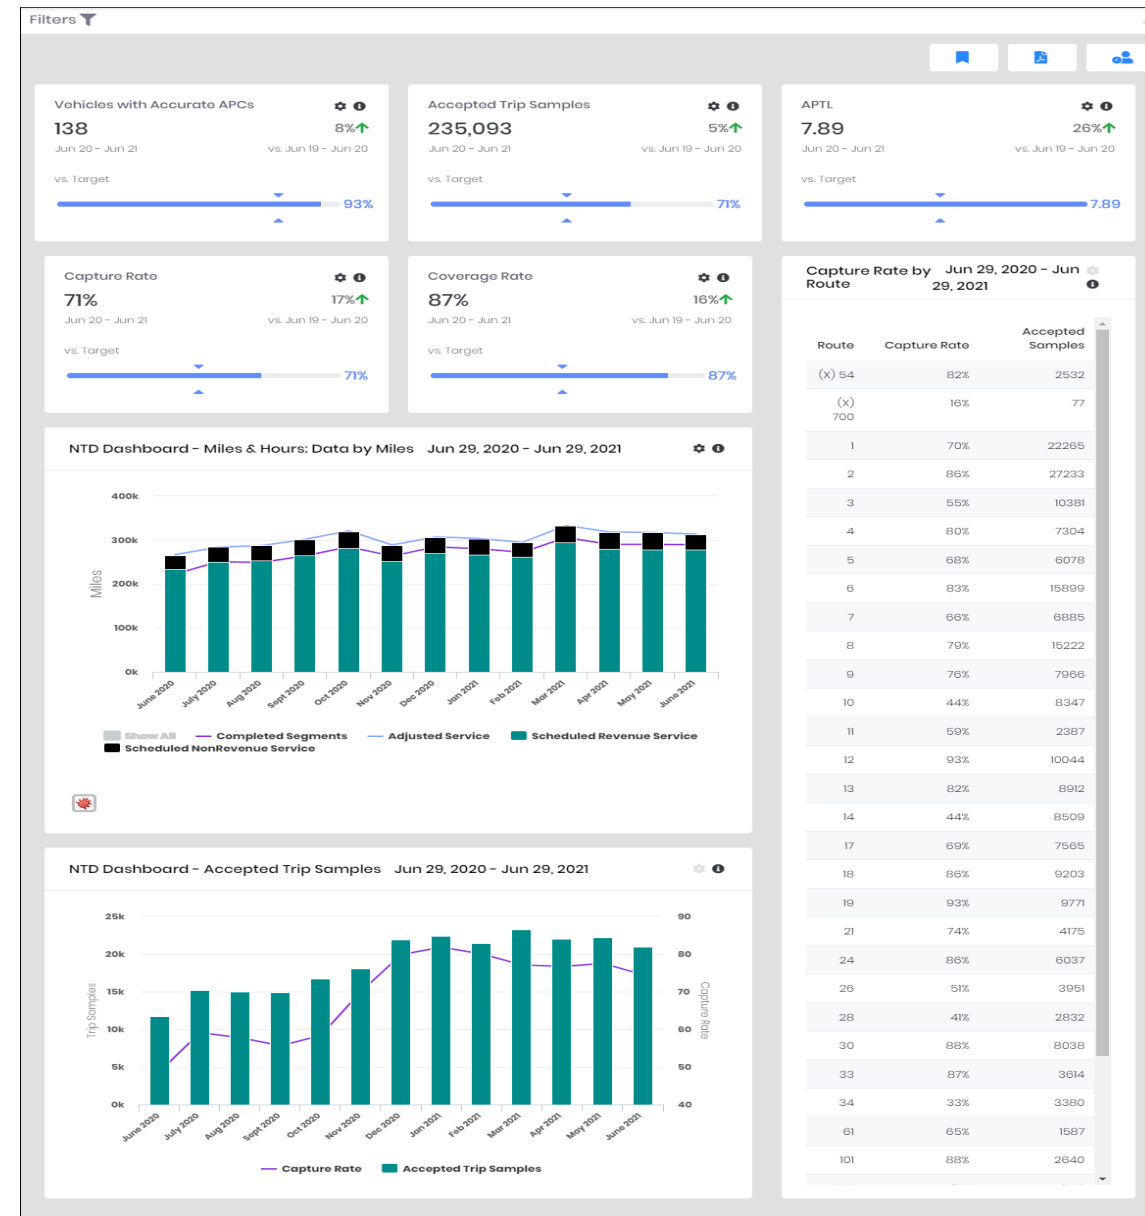 Filters
Vehicles with Accurate APCs
138
8%
Jun 20 - Jun 21
vs. Jun 19 - Jun 20
vs. Target
93%
Accepted Trip Samples
235,093
5%
Jun 20 - Jun 21
vs. Jun 19 - Jun 20
vs. Target
71%
APTL
7.89
26%
Jun 20 - Jun 21
vs. Jun 19 - Jun 20
vs. Target
7.89
Capture Rate
71%
17%
Jun 20 - Jun 21
vs. Jun 19 - Jun 20
vs. Target
71%
Coverage Rate
87%
16%
Jun 20 - Jun 21
vs. Jun 19 - Jun 20
vs. Target
87%
NTD Dashboard - Miles & Hours: Data by Miles Jun 29, 2020 - Jun 29, 2021
400k
300k
200k
100k
0k
Miles
June 2020 July 2020 Aug 2020 Sept 2020 Oct 2020 Nov 2020 Dec 2020 Jan 2021 Feb 2021 Mar 2021 Apr 2021 May 2021 June 2021
Show All Completed Segments Adjusted Service Scheduled Revenue Service
Scheduled NonRevenue Service
NTD Dashboard - Accepted Trip Samples Jun 29, 2020 - Jun 29, 2021
25k 90
20k 80
15k 70
10k 60
5k 50
0k 40
Trip Samples
Capture Rate
June 2020 July 2020 Aug 2020 Sept 2020 Oct 2020 Nov 2020 Dec 2020 Jan 2021 Feb 2021 Mar 2021 Apr 2021 May 2021 June 2021
Capture Rate Accepted Trip Samples
Capture Rate by Jun 29, 2020 - Jun
Route 29, 2021
Accepted
Route Capture Rate Samples
(x) 54 82% 2532
(x) 16% 77
700
1 70% 22265
2 86% 27233
3 55% 10381
4 80% 7304
5 68% 6078
6 83% 15899
7 66% 6885
8 79% 15222
9 76% 7966
10 44% 8347
11 59% 2387
12 93% 10044
13 82% 8912
14 44% 8509
17 69% 7565
18 86% 9203
19 93% 9771
21 74% 4175
24 86% 6037
26 51% 3951
28 41% 2832
30 88% 8038
33 87% 3614
34 33% 3380
61 65% 1587
101 88% 2640